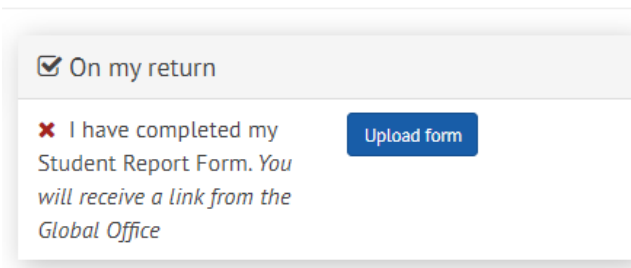 On my return
I have completed my
Upload form
Student Report Form. You
will receive a link from the
Global Office